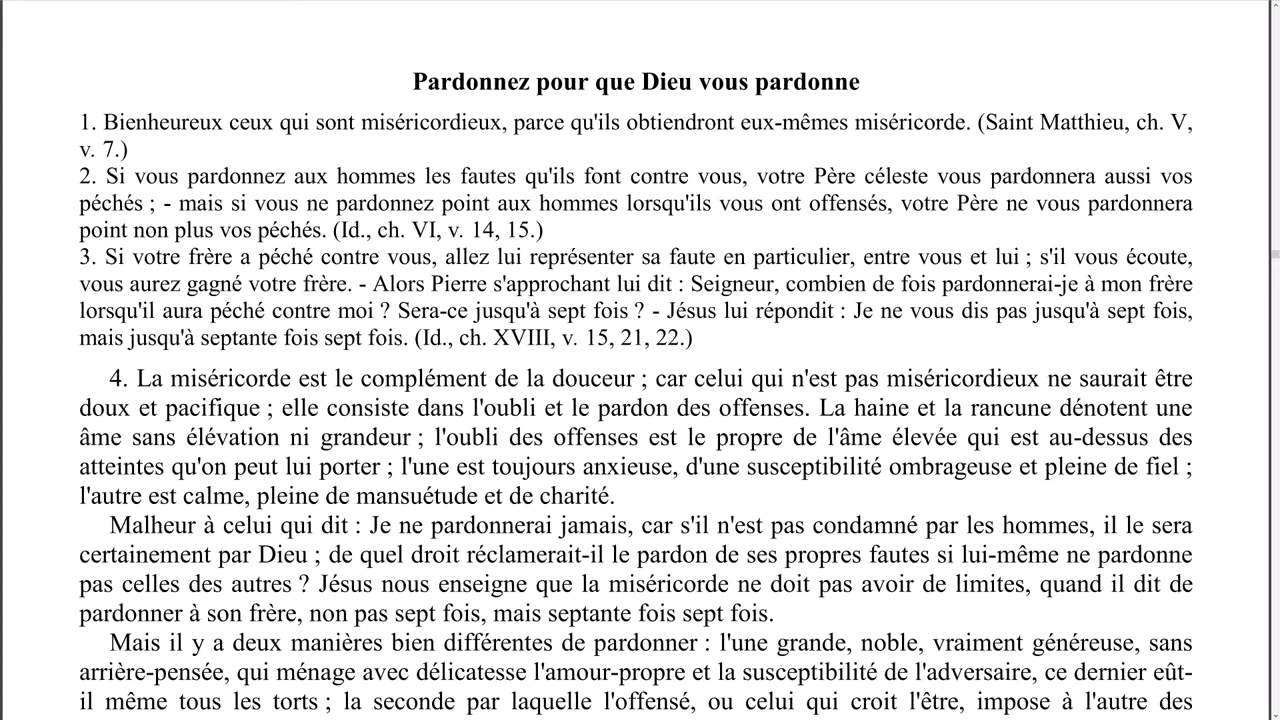 Pardonnez pour que Dieu vous pardonne
1. Bienheureux ceux qui sont miséricordieux, parce qu'ils obtiendront eux-mêmes miséricorde. (Saint Matthieu, ch. V,
v. 7.)
2. Si vous pardonnez aux hommes les fautes qu'ils font contre vous, votre Père céleste vous pardonnera aussi vos
péchés ; - mais si vous ne pardonnez point aux hommes lorsqu'ils vous ont offensés, votre Père ne vous pardonnera
point non plus vos péchés. (Id., ch. VI, v. 14, 15.)
3. Si votre frère a péché contre vous, allez lui représenter sa faute en particulier, entre vous et lui ; s'il vous écoute,
vous aurez gagné votre frère. - Alors Pierre s'approchant lui dit : Seigneur, combien de fois pardonnerai-je à mon frère
lorsqu'il aura péché contre moi ? Sera-ce jusqu'à sept fois ? - Jésus lui répondit : Je ne vous dis pas jusqu'à sept fois,
mais jusqu'à septante fois sept fois. (Id., ch. XVIII, v. 15, 21, 22.)
4. La miséricorde est le complément de la douceur ; car celui qui n'est pas miséricordieux ne saurait être
doux et pacifique ; elle consiste dans l'oubli et le pardon des offenses. La haine et la rancune dénotent une
âme sans élévation ni grandeur ; l'oubli des offenses est le propre de l'âme élevée qui est au-dessus des
atteintes qu'on peut lui porter ; l'une est toujours anxieuse, d'une susceptibilité ombrageuse et pleine de fiel ;
l'autre est calme, pleine de mansuétude et de charité.
Malheur à celui qui dit : Je ne pardonnerai jamais, car s'il n'est pas condamné par les hommes, il le sera
certainement par Dieu ; de quel droit réclamerait-il le pardon de ses propres fautes si lui-même ne pardonne
pas celles des autres ? Jésus nous enseigne que la miséricorde ne doit pas avoir de limites, quand il dit de
pardonner à son frère, non pas sept fois, mais septante fois sept fois.
Mais il y a deux manières bien différentes de pardonner : l'une grande, noble, vraiment généreuse, sans
arrière-pensée, qui ménage avec délicatesse l'amour-propre et la susceptibilité de l'adversaire, ce dernier eût-
il même tous les torts ; la seconde par laquelle l'offensé, ou celui qui croit l'être, impose à l'autre des